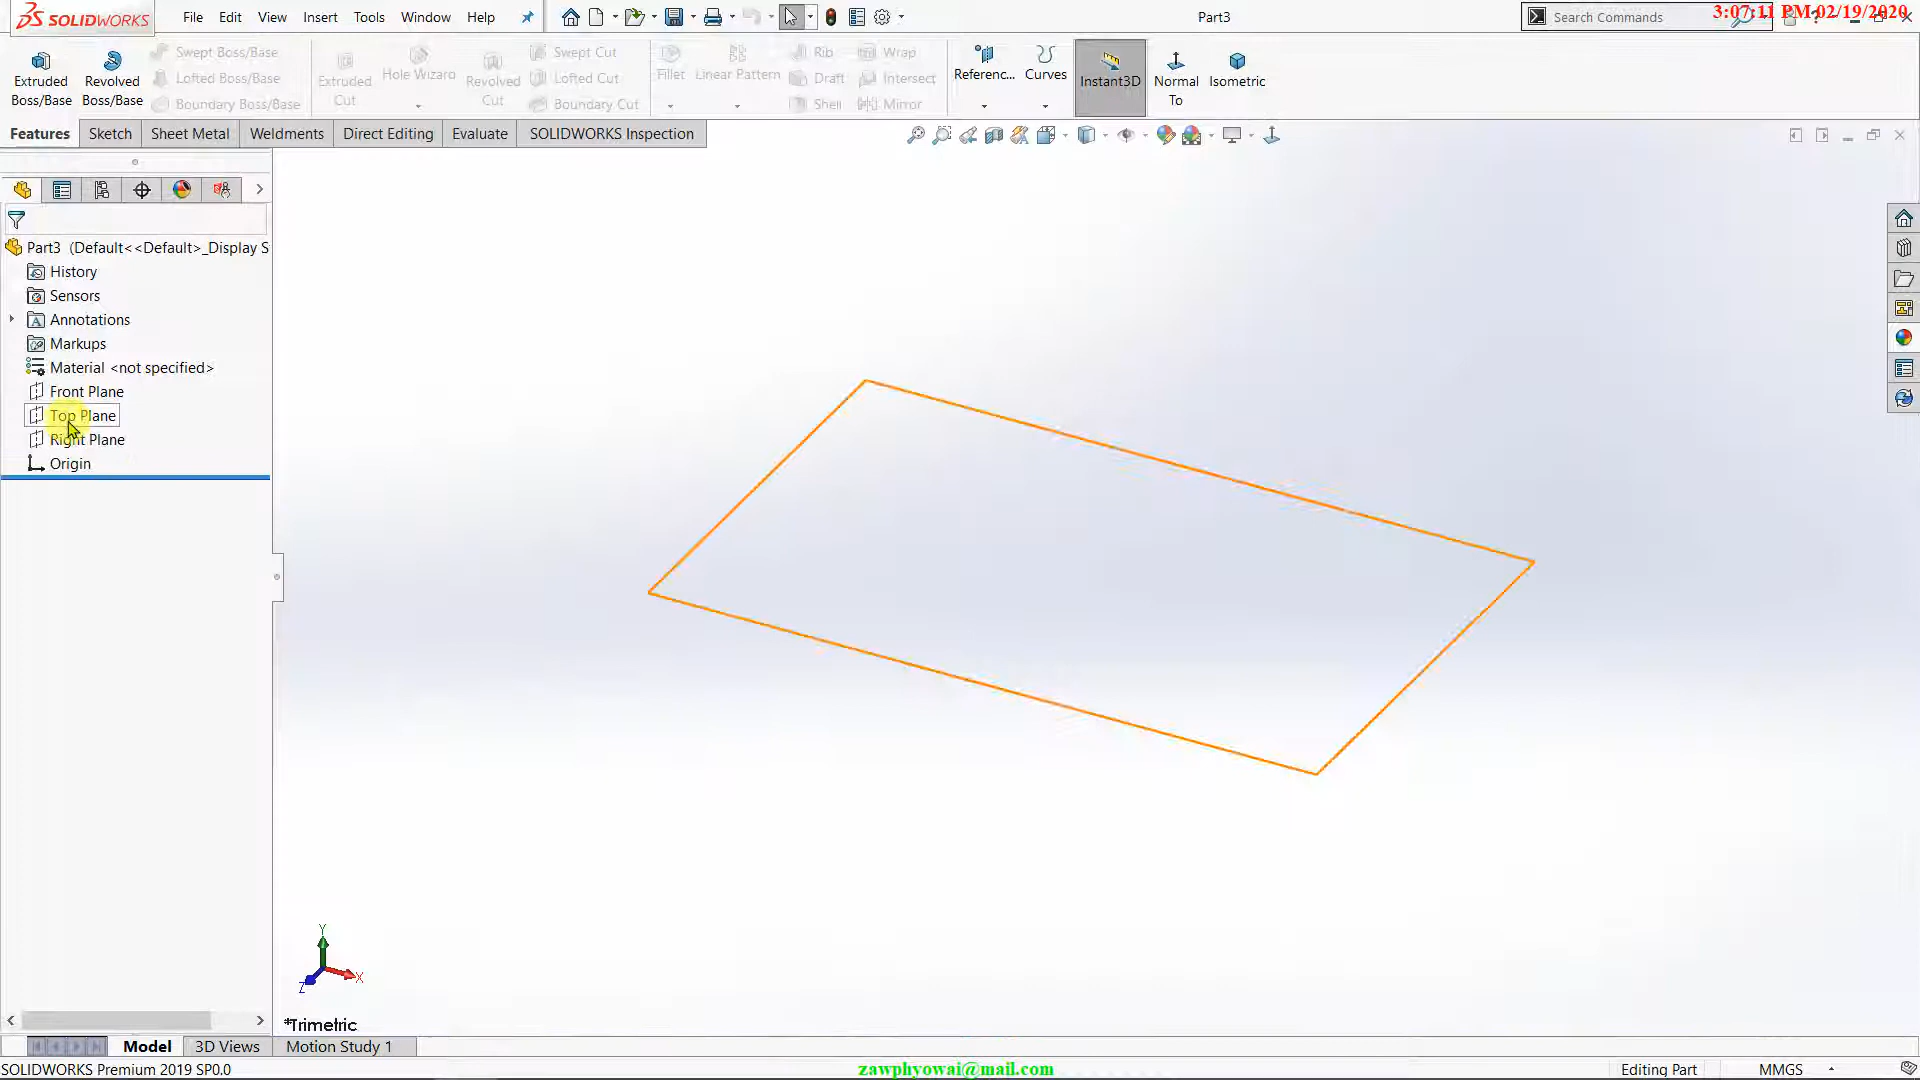 SOLIDWORKS
File Edit View Insert Tools Window Help
Part3
Search Commands
3:07:11 PM 02/19/2020
Extruded Boss/Base
Revolved Boss/Base
Swept Boss/Base
Lofted Boss/Base
Boundary Boss/Base
Extruded Cut
Hole Wizard
Revolved Cut
Swept Cut
Lofted Cut
Boundary Cut
Fillet
Linear Pattern
Rib
Draft
Shell
Wrap
Intersect
Mirror
Referenc...
Curves
Instant3D
Normal To
Isometric
Features Sketch Sheet Metal Weldments Direct Editing Evaluate SOLIDWORKS Inspection
Part3 (Default<<Default>_Display S
History
Sensors
Annotations
Markups
Material <not specified>
Front Plane
Top Plane
Right Plane
Origin
Y
X
Z
*Trimetric
Model 3D Views Motion Study 1
SOLIDWORKS Premium 2019 SP0.0
zawphyowai@mail.com
Editing Part
MMGS